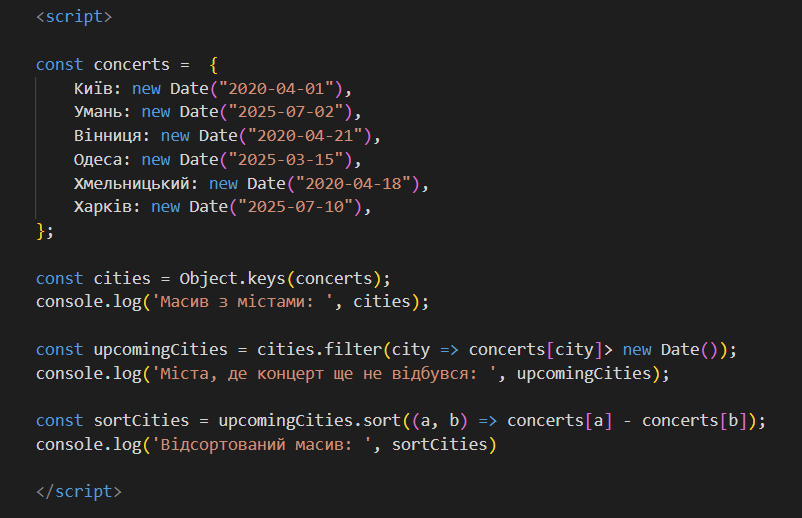 <script>
const concerts =  {
    Київ: new Date("2020-04-01"),
    Умань: new Date("2025-07-02"),
    Вінниця: new Date("2020-04-21"),
    Одеса: new Date("2025-03-15"),
    Хмельницький: new Date("2020-04-18"),
    Харків: new Date("2025-07-10"),
};
const cities = Object.keys(concerts);
console.log('Масив з містами: ', cities);
const upcomingCities = cities.filter(city => concerts[city]> new Date());
console.log('Міста, де концерт ще не відбувся: ', upcomingCities);
const sortCities = upcomingCities.sort((a, b) => concerts[a] - concerts[b]);
console.log('Відсортований масив: ', sortCities)
</script>